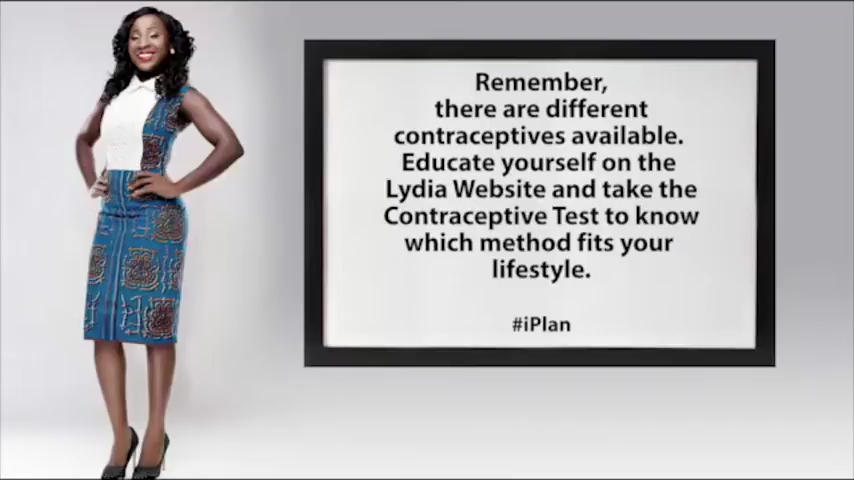 Remember,
there are different
contraceptives available.
Educate yourself on the
Lydia Website and take the
Contraceptive Test to know
which method fits your
lifestyle.
#iPlan